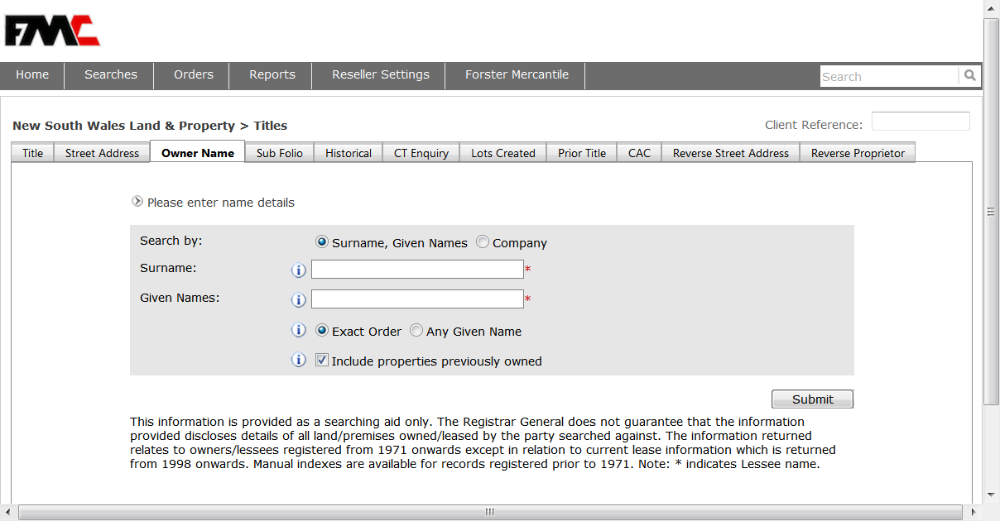 FMC
Home Searches Orders Reports Reseller Settings Forster Mercantile Search
New South Wales Land & Property > Titles Client Reference:
Title Street Address Owner Name Sub Folio Historical CT Enquiry Lots Created Prior Title CAC Reverse Street Address Reverse Proprietor
Please enter name details
Search by: Surname, Given Names Company
Surname: *
Given Names: *
Exact Order Any Given Name
Include properties previously owned
Submit
This information is provided as a searching aid only. The Registrar General does not guarantee that the information
provided discloses details of all land/premises owned/leased by the party searched against. The information returned
relates to owners/lessees registered from 1971 onwards except in relation to current lease information which is returned
from 1998 onwards. Manual indexes are available for records registered prior to 1971. Note: * indicates Lessee name.